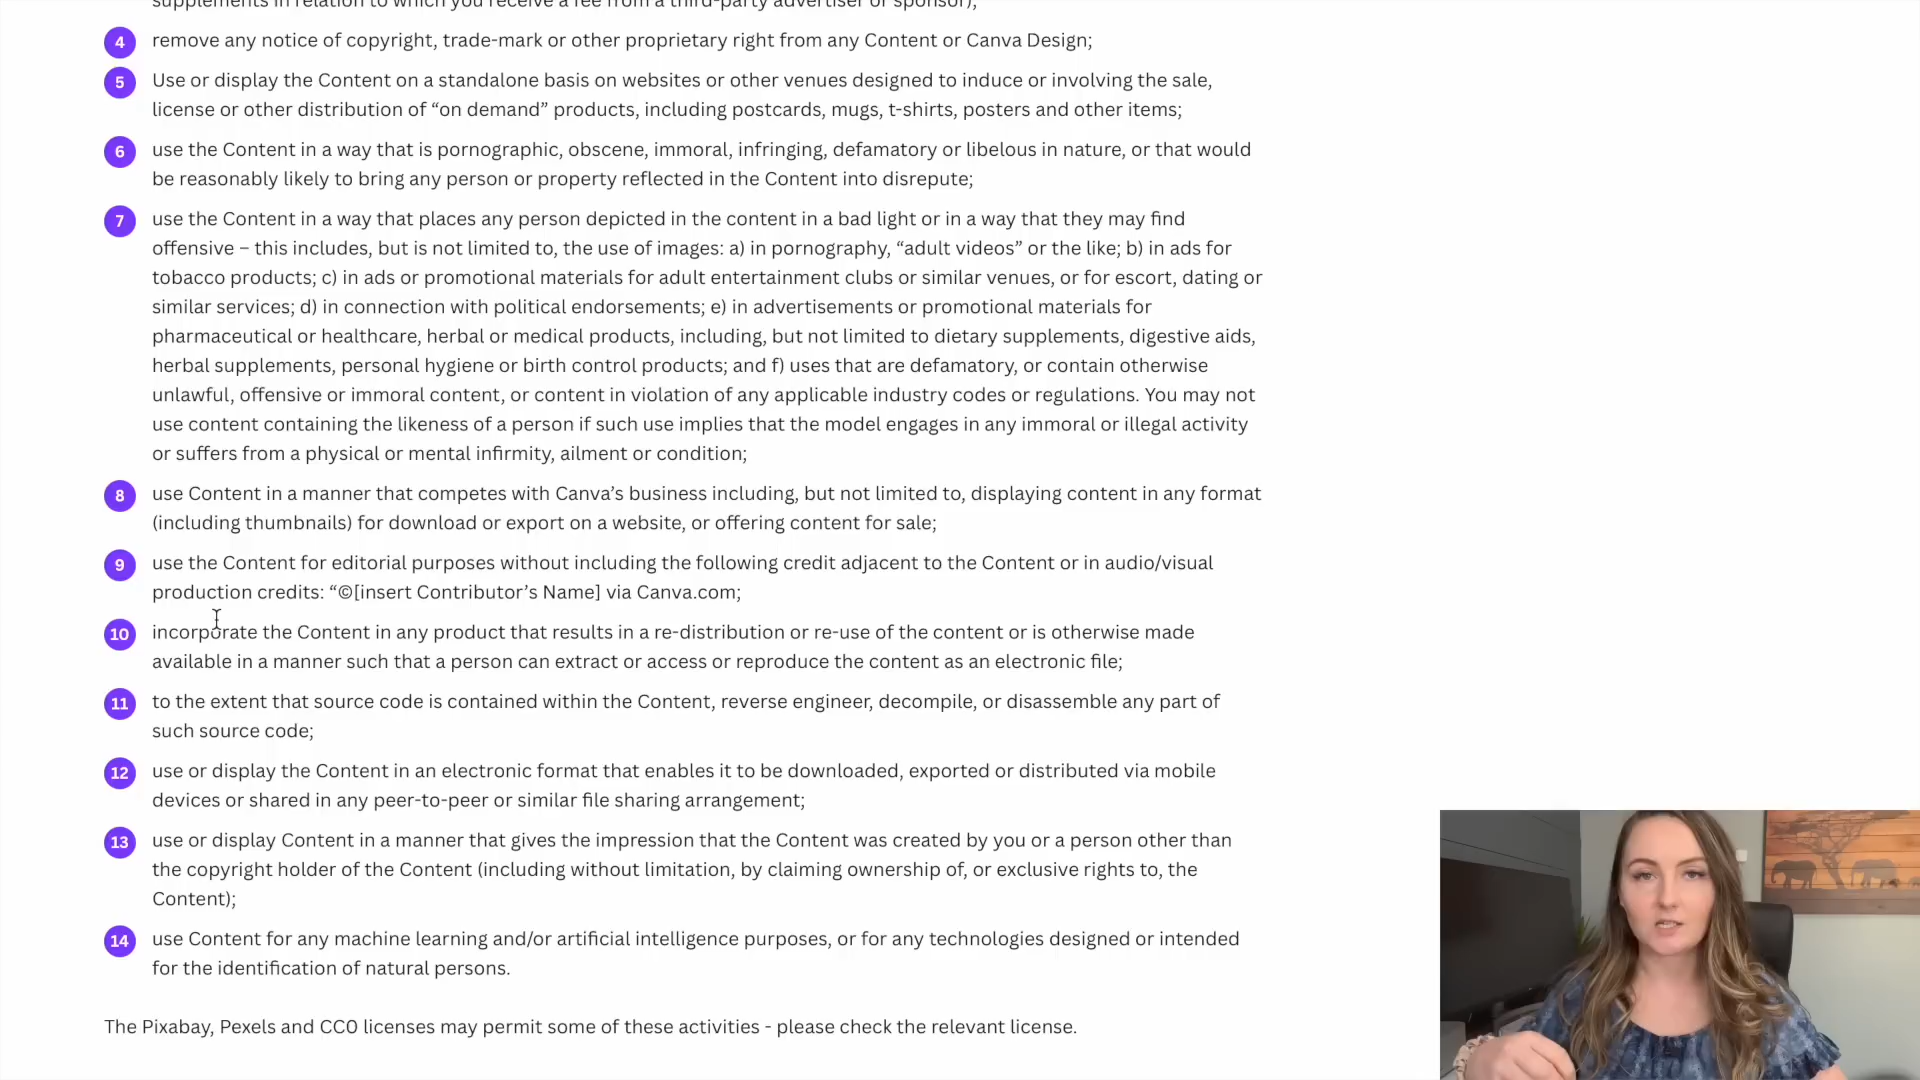 supplements in relation to which you receive a fee from a third-party advertiser or sponsor);
4 remove any notice of copyright, trade-mark or other proprietary right from any Content or Canva Design;
5 Use or display the Content on a standalone basis on websites or other venues designed to induce or involving the sale,
license or other distribution of “on demand” products, including postcards, mugs, t-shirts, posters and other items;
6 use the Content in a way that is pornographic, obscene, immoral, infringing, defamatory or libelous in nature, or that would
be reasonably likely to bring any person or property reflected in the Content into disrepute;
7 use the Content in a way that places any person depicted in the content in a bad light or in a way that they may find
offensive – this includes, but is not limited to, the use of images: a) in pornography, “adult videos” or the like; b) in ads for
tobacco products; c) in ads or promotional materials for adult entertainment clubs or similar venues, or for escort, dating or
similar services; d) in connection with political endorsements; e) in advertisements or promotional materials for
pharmaceutical or healthcare, herbal or medical products, including, but not limited to dietary supplements, digestive aids,
herbal supplements, personal hygiene or birth control products; and f) uses that are defamatory, or contain otherwise
unlawful, offensive or immoral content, or content in violation of any applicable industry codes or regulations. You may not
use content containing the likeness of a person if such use implies that the model engages in any immoral or illegal activity
or suffers from a physical or mental infirmity, ailment or condition;
8 use Content in a manner that competes with Canva’s business including, but not limited to, displaying content in any format
(including thumbnails) for download or export on a website, or offering content for sale;
9 use the Content for editorial purposes without including the following credit adjacent to the Content or in audio/visual
production credits: “©[insert Contributor’s Name] via Canva.com;
10 incorporate the Content in any product that results in a re-distribution or re-use of the content or is otherwise made
available in a manner such that a person can extract or access or reproduce the content as an electronic file;
11 to the extent that source code is contained within the Content, reverse engineer, decompile, or disassemble any part of
such source code;
12 use or display the Content in an electronic format that enables it to be downloaded, exported or distributed via mobile
devices or shared in any peer-to-peer or similar file sharing arrangement;
13 use or display Content in a manner that gives the impression that the Content was created by you or a person other than
the copyright holder of the Content (including without limitation, by claiming ownership of, or exclusive rights to, the
Content);
14 use Content for any machine learning and/or artificial intelligence purposes, or for any technologies designed or intended
for the identification of natural persons.
The Pixabay, Pexels and CC0 licenses may permit some of these activities - please check the relevant license.